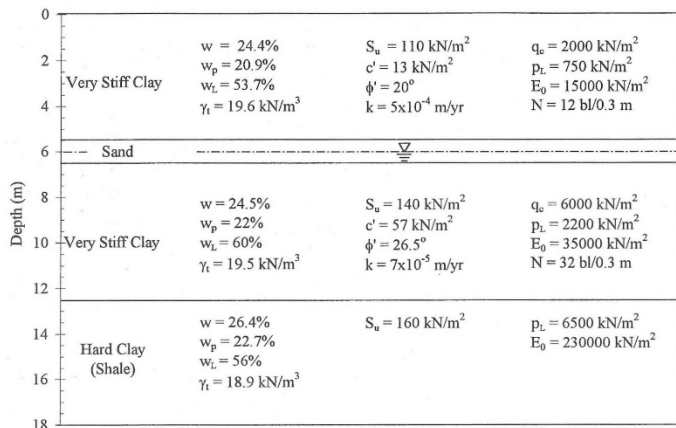 0
2
4
6
8
10
12
14
16
18
Depth (m)
Very Stiff Clay
w = 24.4%
w_p = 20.9%
w_L = 53.7%
γ_t = 19.6 kN/m³
S_u = 110 kN/m²
c' = 13 kN/m²
ϕ' = 20°
k = 5x10⁻⁴ m/yr
q_c = 2000 kN/m²
p_L = 750 kN/m²
E_0 = 15000 kN/m²
N = 12 bl/0.3 m
Sand
Very Stiff Clay
w = 24.5%
w_p = 22%
w_L = 60%
γ_t = 19.5 kN/m³
S_u = 140 kN/m²
c' = 57 kN/m²
ϕ' = 26.5°
k = 7x10⁻⁵ m/yr
q_c = 6000 kN/m²
p_L = 2200 kN/m²
E_0 = 35000 kN/m²
N = 32 bl/0.3 m
Hard Clay
(Shale)
w = 26.4%
w_p = 22.7%
w_L = 56%
γ_t = 18.9 kN/m³
S_u = 160 kN/m²
p_L = 6500 kN/m²
E_0 = 230000 kN/m²